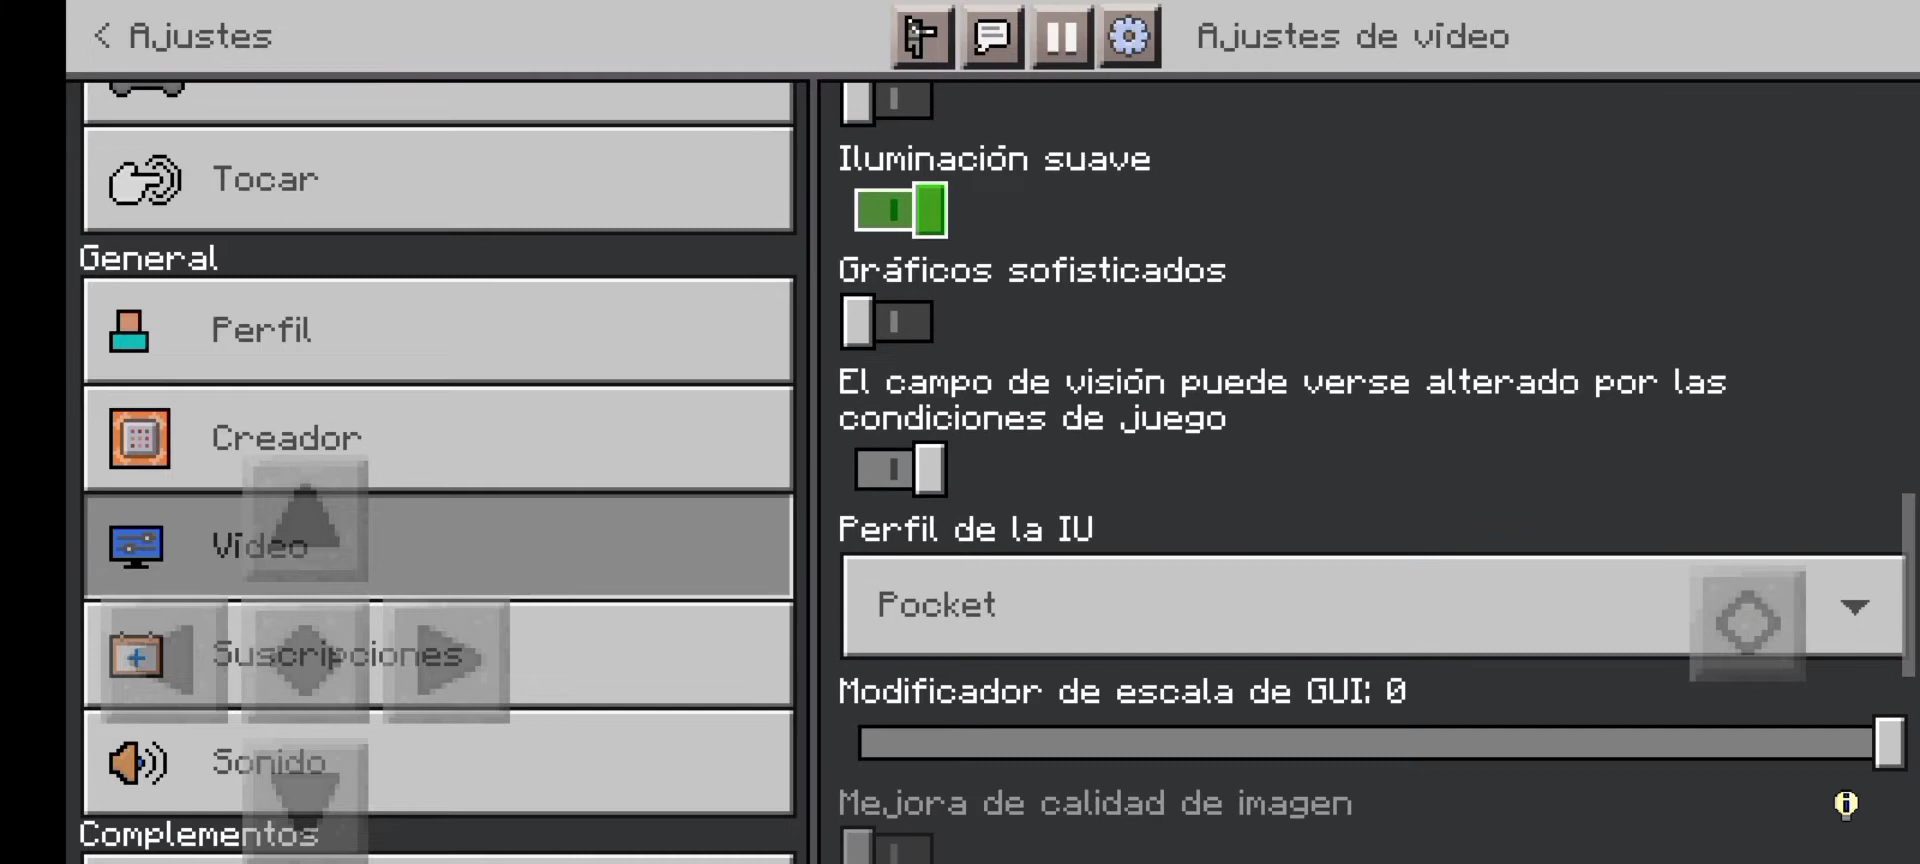 Ajustes
Ajustes de vídeo
Tocar
General
Perfil
Creador
Vídeo
Suscripciones
Sonido
Complementos
Iluminación suave
Gráficos sofisticados
El campo de visión puede verse alterado por las
condiciones de juego
Perfil de la IU
Pocket
Modificador de escala de GUI: 0
Mejora de calidad de imagen